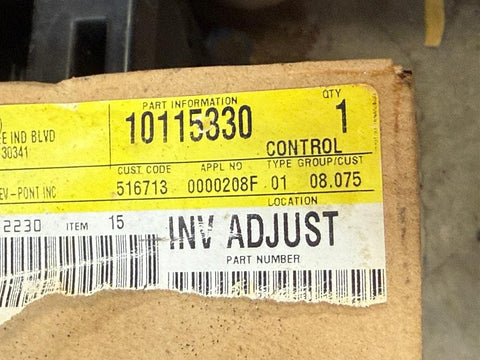 PART INFORMATION
QTY
10115330
1
E IND BLVD
30341
CONTROL
CUST. CODE
APPL NO
TYPE
GROUP/CUST
516713
0000208F
01
08.075
EV-PONT INC
LOCATION
2230
ITEM
15
INV ADJUST
PART NUMBER